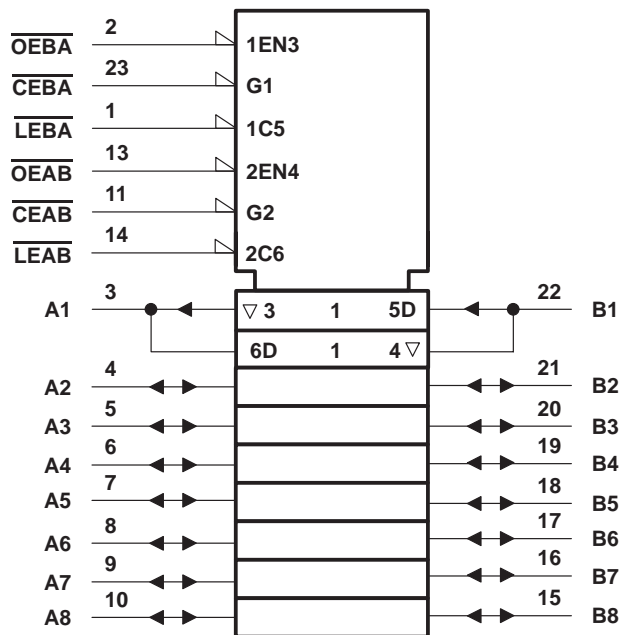 OEBA 2 1EN3
CEBA 23 G1
LEBA 1 1C5
OEAB 13 2EN4
CEAB 11 G2
LEAB 14 2C6
A1 3 ▽ 3 1 5D 22 B1
6D 1 4 ▽
A2 4 21 B2
A3 5 20 B3
A4 6 19 B4
A5 7 18 B5
A6 8 17 B6
A7 9 16 B7
A8 10 15 B8